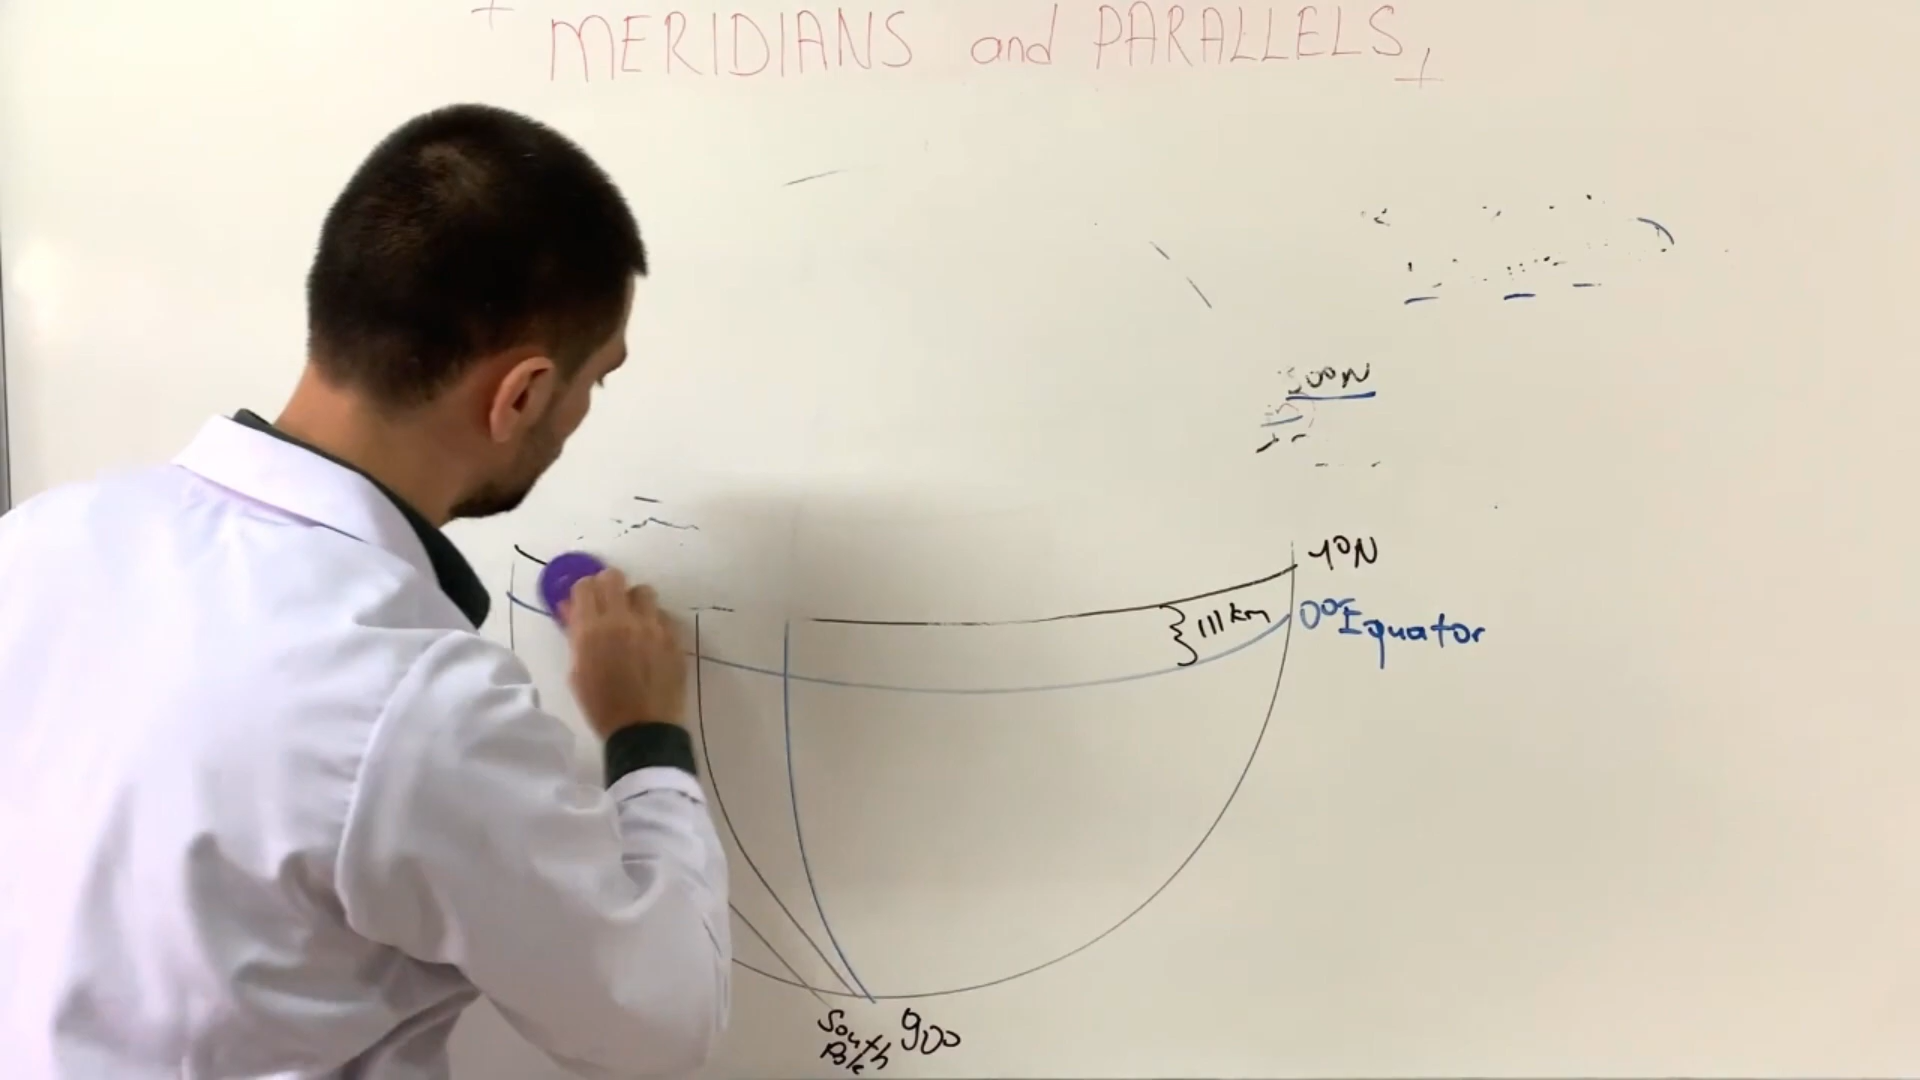 MERIDIANS and PARALLELS
1°N
111 km
0° Equator
South 90°
Pole